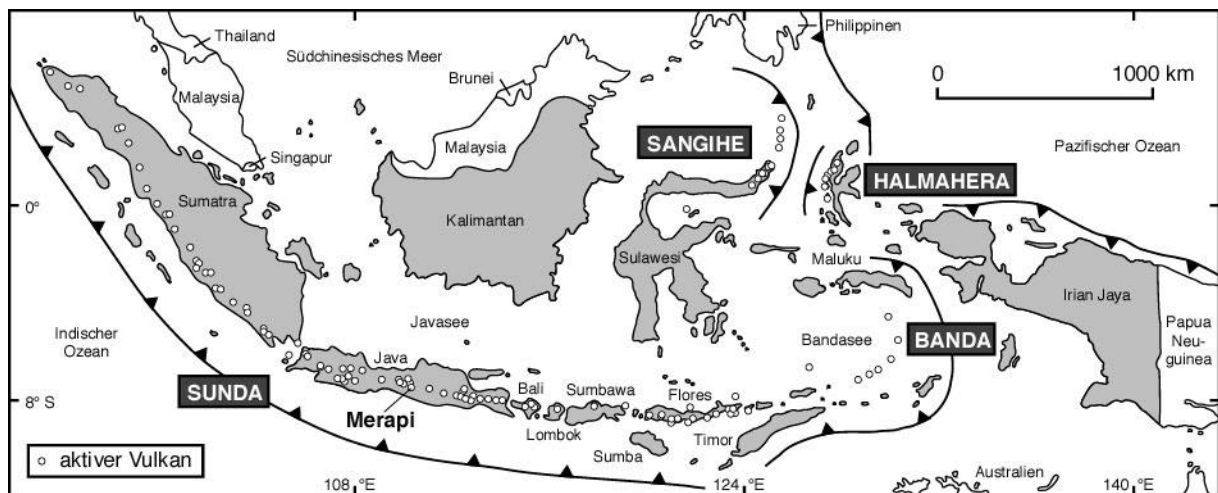 Philippinen
Thailand
Südchinesisches Meer
0
1000 km
Brunei
Malaysia
SANGIHE
Malaysia
Pazifischer Ozean
Singapur
HALMAHERA
Sumatra
0°
Kalimantan
Sulawesi
Maluku
Irian Jaya
Indischer
Ozean
Javasee
Bandasee
BANDA
Papua
Neu-
guinea
Java
SUNDA
Bali
Sumbawa
Flores
8° S
Merapi
Lombok
Timor
Sumba
aktiver Vulkan
Australien
108 °E
124 °E
140 °E